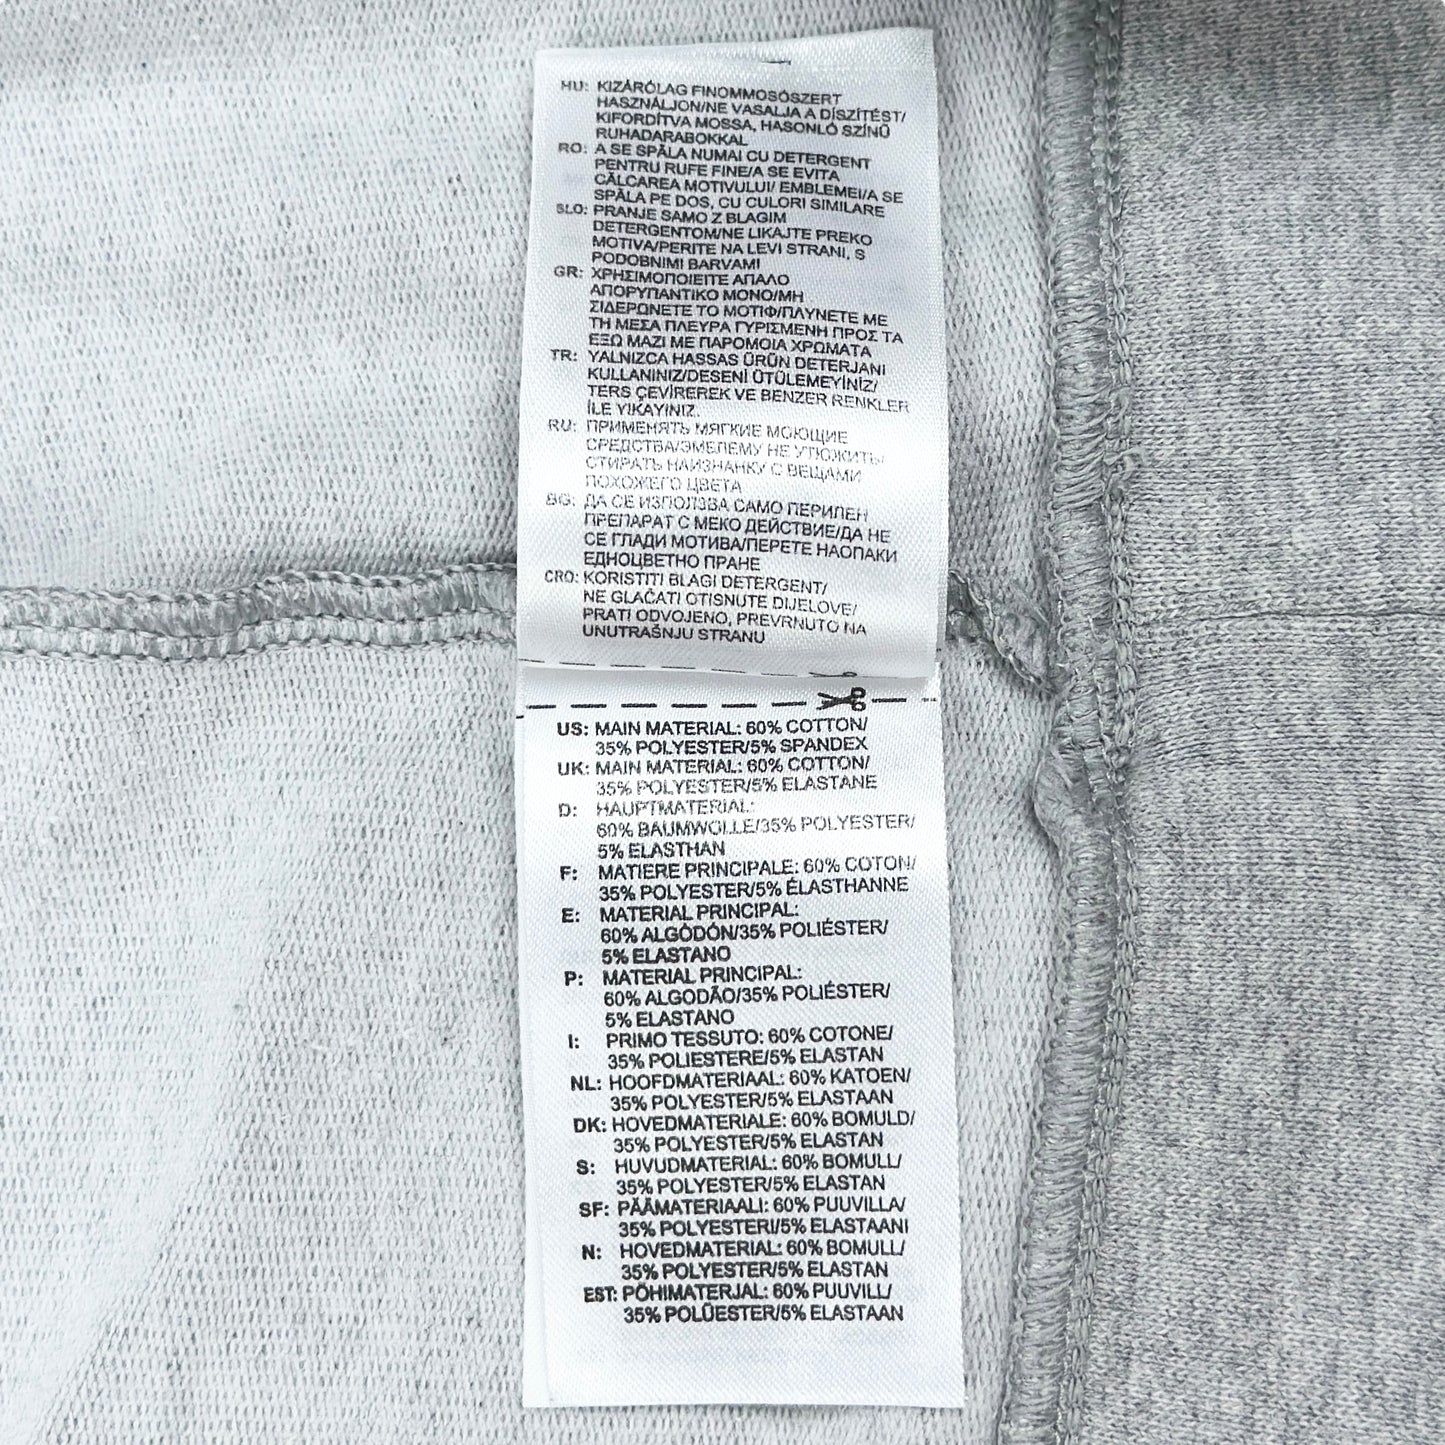 HU: KIZÁRÓLAG FINOMMOSÓSZERT
HASZNÁLJON/NE VASALJA A DÍSZÍTÉST/
KIFORDÍTVA MOSSA, HASONLÓ SZÍNŰ
RUHADARABOKKAL
RO: A SE SPĂLA NUMAI CU DETERGENT
PENTRU RUFE FINE/A SE EVITA
CĂLCAREA MOTIVULUI/ EMBLEMEI/A SE
SPĂLA PE DOS, CU CULORI SIMILARE
SLO: PRANJE SAMO Z BLAGIM
DETERGENTOM/NE LIKAJTE PREKO
MOTIVA/PERITE NA LEVI STRANI, S
PODOBNIMI BARVAMI
GR: ΧΡΗΣΙΜΟΠΟΙΕΙΤΕ ΑΠΑΛΟ
ΑΠΟΡΥΠΑΝΤΙΚΟ ΜΟΝΟ/ΜΗ
ΣΙΔΕΡΩΝΕΤΕ ΤΟ ΜΟΤΙΦ/ΠΛΥΝΕΤΕ ΜΕ
ΤΗ ΜΕΣΑ ΠΛΕΥΡΑ ΓΥΡΙΣΜΕΝΗ ΠΡΟΣ ΤΑ
ΕΞΩ ΜΑΖΙ ΜΕ ΠΑΡΟΜΟΙΑ ΧΡΩΜΑΤΑ
TR: YALNIZCA HASSAS ÜRÜN DETERJANI
KULLANINIZ/DESENİ ÜTÜLEMEYİNİZ/
TERS ÇEVİREREK VE BENZER RENKLER
İLE YIKAYINIZ.
RU: ПРИМЕНЯТЬ МЯГКИЕ МОЮЩИЕ
СРЕДСТВА/ЭМБЛЕМУ НЕ УТЮЖИТЬ/
СТИРАТЬ НАИЗНАНКУ С ВЕЩАМИ
ПОХОЖЕГО ЦВЕТА
BG: ДА СЕ ИЗПОЛЗВА САМО ПЕРИЛЕН
ПРЕПАРАТ С МЕКО ДЕЙСТВИЕ/ДА НЕ
СЕ ГЛАДИ МОТИВА/ПЕРЕТЕ НАОПАКИ
ЕДНОЦВЕТНО ПРАНЕ
CRO: KORISTITI BLAGI DETERGENT/
NE GLAČATI OTISNUTE DIJELOVE/
PRATI ODVOJENO, PREVRNUTO NA
UNUTRAŠNJU STRANU
US: MAIN MATERIAL: 60% COTTON/
35% POLYESTER/5% SPANDEX
UK: MAIN MATERIAL: 60% COTTON/
35% POLYESTER/5% ELASTANE
D: HAUPTMATERIAL:
60% BAUMWOLLE/35% POLYESTER/
5% ELASTHAN
F: MATIERE PRINCIPALE: 60% COTON/
35% POLYESTER/5% ÉLASTHANNE
E: MATERIAL PRINCIPAL:
60% ALGÒDÓN/35% POLIÉSTER/
5% ELASTANO
P: MATERIAL PRINCIPAL:
60% ALGODÃO/35% POLIÉSTER/
5% ELASTANO
I: PRIMO TESSUTO: 60% COTONE/
35% POLIESTERE/5% ELASTAN
NL: HOOFDMATERIAAL: 60% KATOEN/
35% POLYESTER/5% ELASTAAN
DK: HOVEDMATERIALE: 60% BOMULD/
35% POLYESTER/5% ELASTAN
S: HUVUDMATERIAL: 60% BOMULL/
35% POLYESTER/5% ELASTAN
SF: PÄÄMATERIAALI: 60% PUUVILLA/
35% POLYESTERI/5% ELASTAANI
N: HOVEDMATERIAL: 60% BOMULL/
35% POLYESTER/5% ELASTAN
EST: PÕHIMATERJAL: 60% PUUVILL/
35% POLÜESTER/5% ELASTAAN